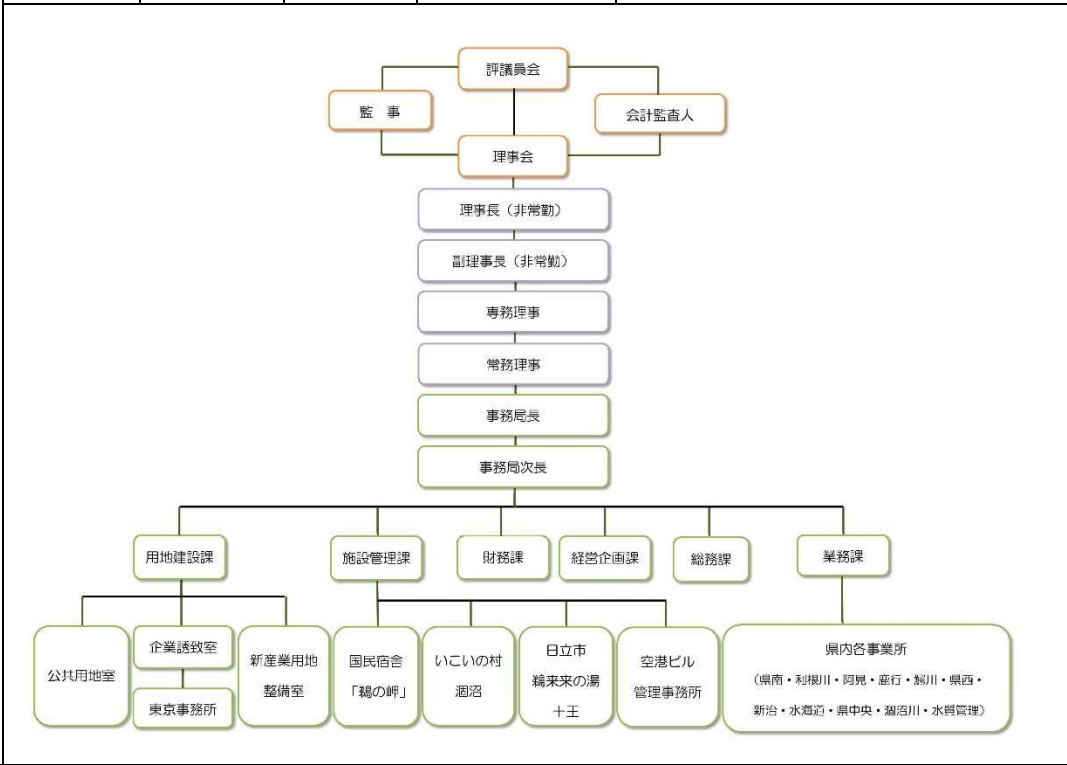 評議員会
監　事
会計監査人
理事会
理事長（非常勤）
副理事長（非常勤）
専務理事
常務理事
事務局長
事務局次長
用地建設課
施設管理課
財務課
経営企画課
総務課
業務課
公共用地室
企業誘致室
東京事務所
新産業用地
整備室
国民宿舎
「鵜の岬」
いこいの村
涸沼
日立市
鵜来来の湯
十王
空港ビル
管理事務所
県内各事業所
（県南・利根川・阿見・鹿行・鰐川・県西・
新治・水海道・県中央・涸沼川・水質管理）